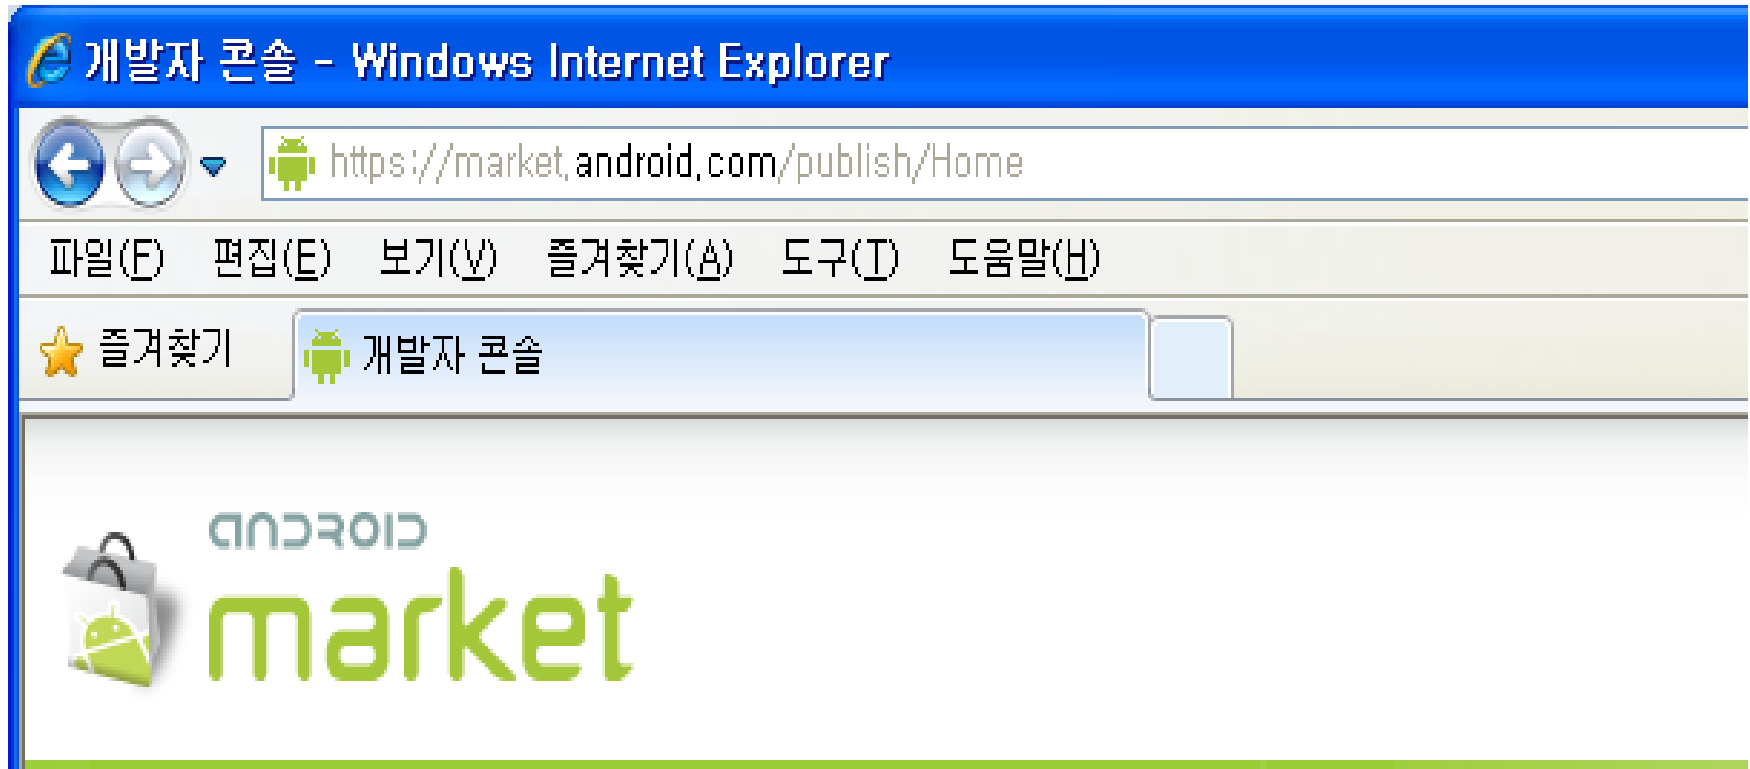 개발자 콘솔 - Windows Internet Explorer
https://market.android.com/publish/Home
파일(F) 편집(E) 보기(V) 즐겨찾기(A) 도구(T) 도움말(H)
즐겨찾기 개발자 콘솔
ANDROID
market